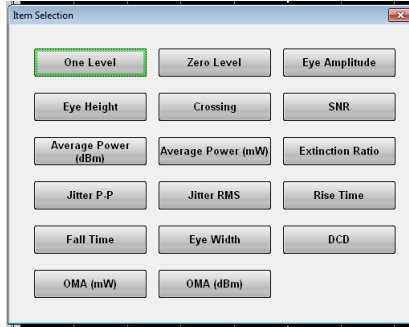 Item Selection
One Level
Zero Level
Eye Amplitude
Eye Height
Crossing
SNR
Average Power
(dBm)
Average Power (mW)
Extinction Ratio
Jitter P-P
Jitter RMS
Rise Time
Fall Time
Eye Width
DCD
OMA (mW)
OMA (dBm)